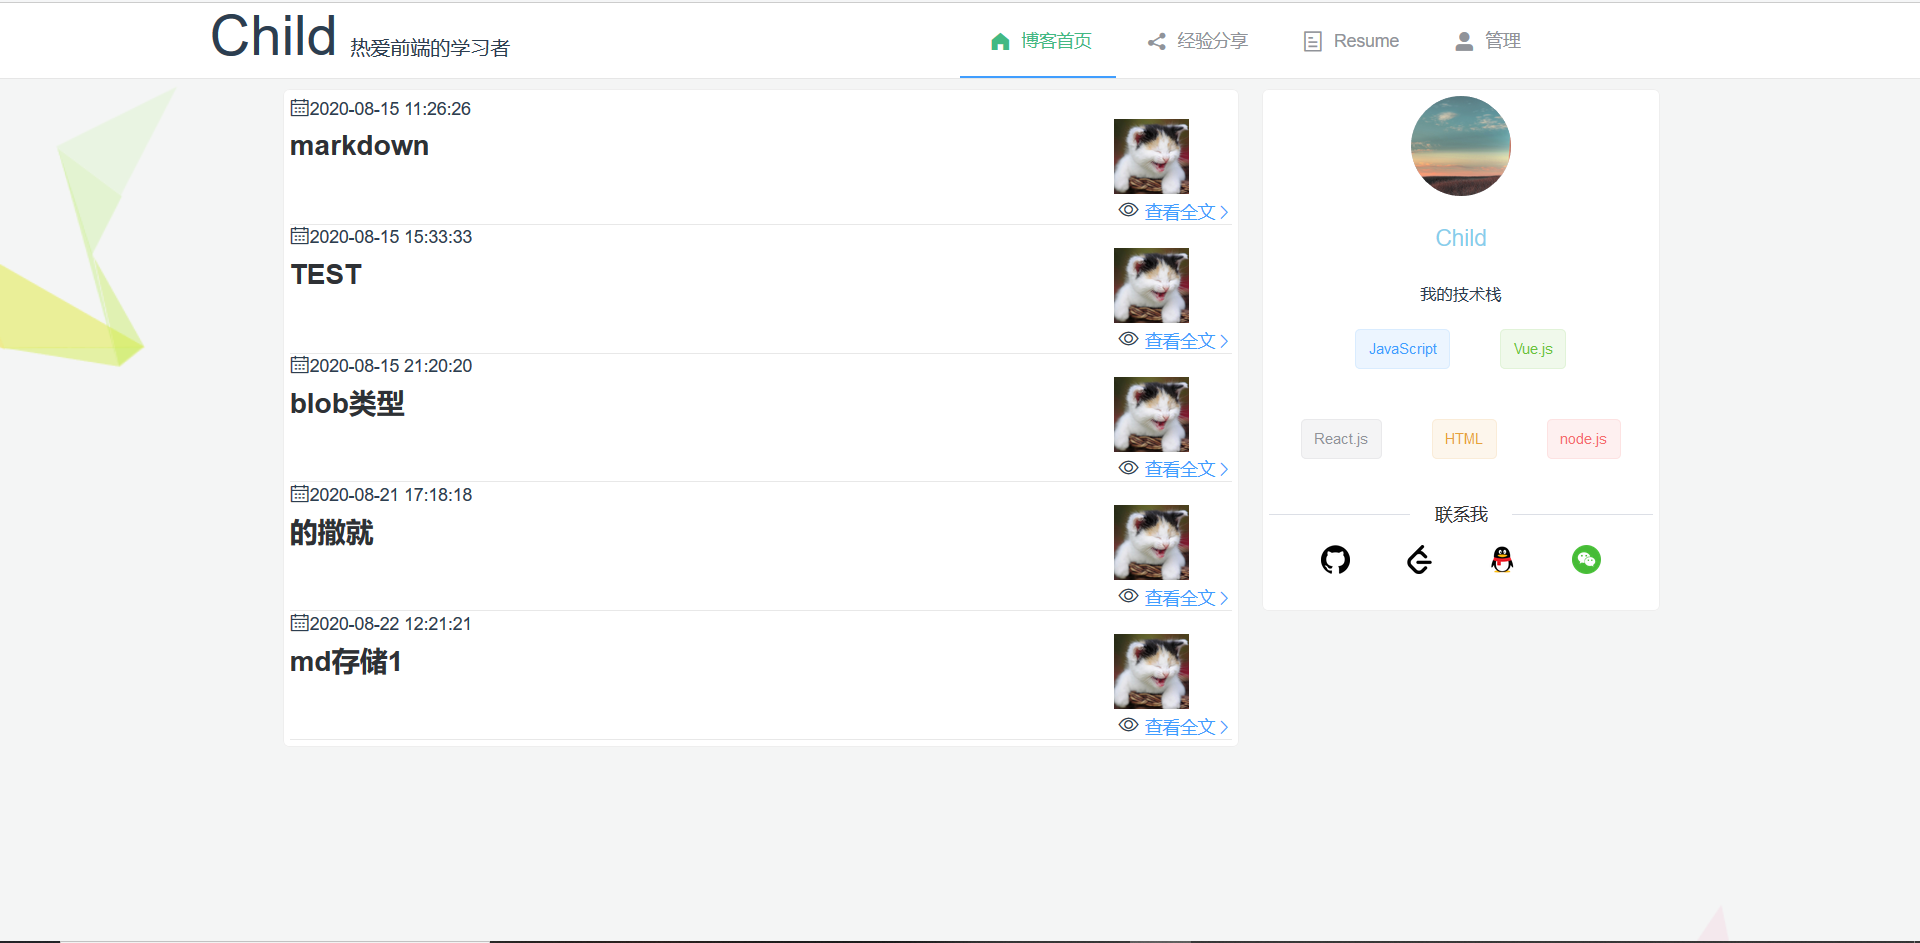 Child 热爱前端的学习者
博客首页 经验分享 Resume 管理
2020-08-15 11:26:26
markdown
查看全文
2020-08-15 15:33:33
TEST
查看全文
2020-08-15 21:20:20
blob类型
查看全文
2020-08-21 17:18:18
的撒就
查看全文
2020-08-22 12:21:21
md存储1
查看全文
Child
我的技术栈
JavaScript Vue.js
React.js HTML node.js
联系我